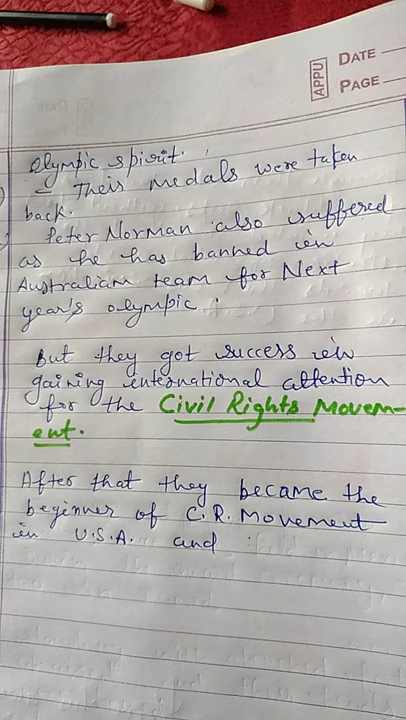 APPU
DATE
PAGE
Olympic spirit.
- Their medals were taken
back.
Peter Norman also suffered
as he has banned in
Australian team for Next
year's olympic.
But they got success in
gaining international attention
for the Civil Rights Movem-
ent.
After that they became the
beginner of C.R. Movement
in U.S.A. and